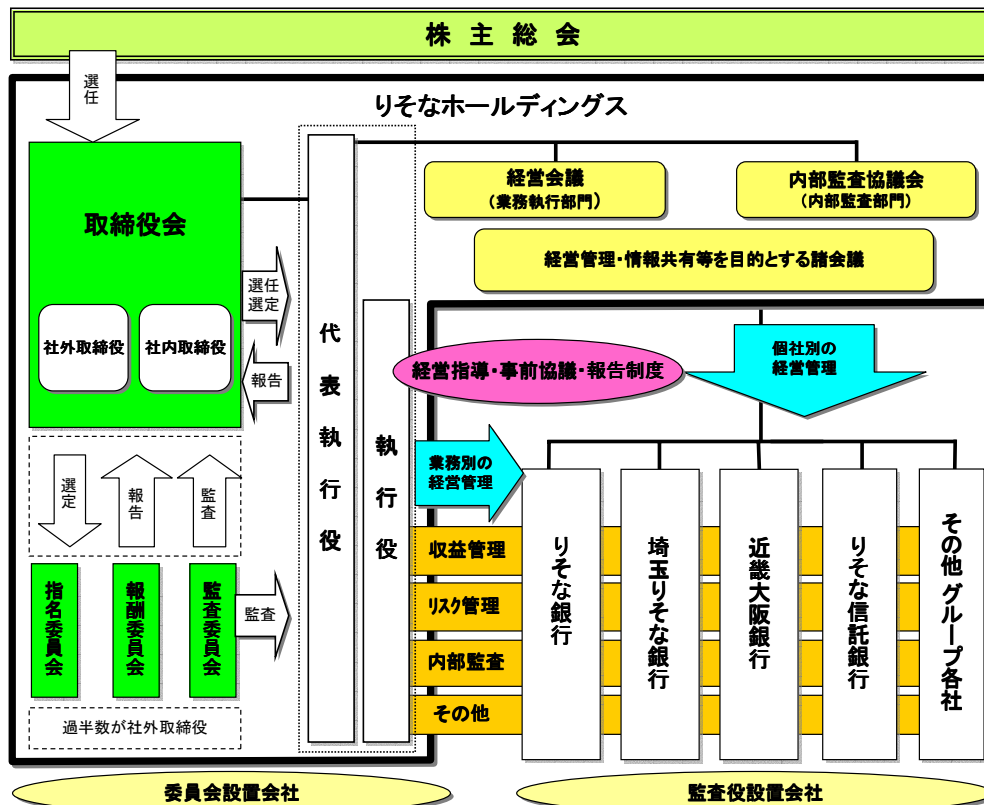 株主総会
選任
りそなホールディングス
取締役会
社外取締役
社内取締役
選任
選定
報告
選定
報告
監査
指名委員会
報酬委員会
監査委員会
監査
過半数が社外取締役
代表執行役
執行役
経営会議
(業務執行部門)
内部監査協議会
(内部監査部門)
経営管理・情報共有等を目的とする諸会議
経営指導・事前協議・報告制度
個社別の
経営管理
業務別の
経営管理
収益管理
リスク管理
内部監査
その他
りそな銀行
埼玉りそな銀行
近畿大阪銀行
りそな信託銀行
その他 グループ各社
委員会設置会社
監査役設置会社